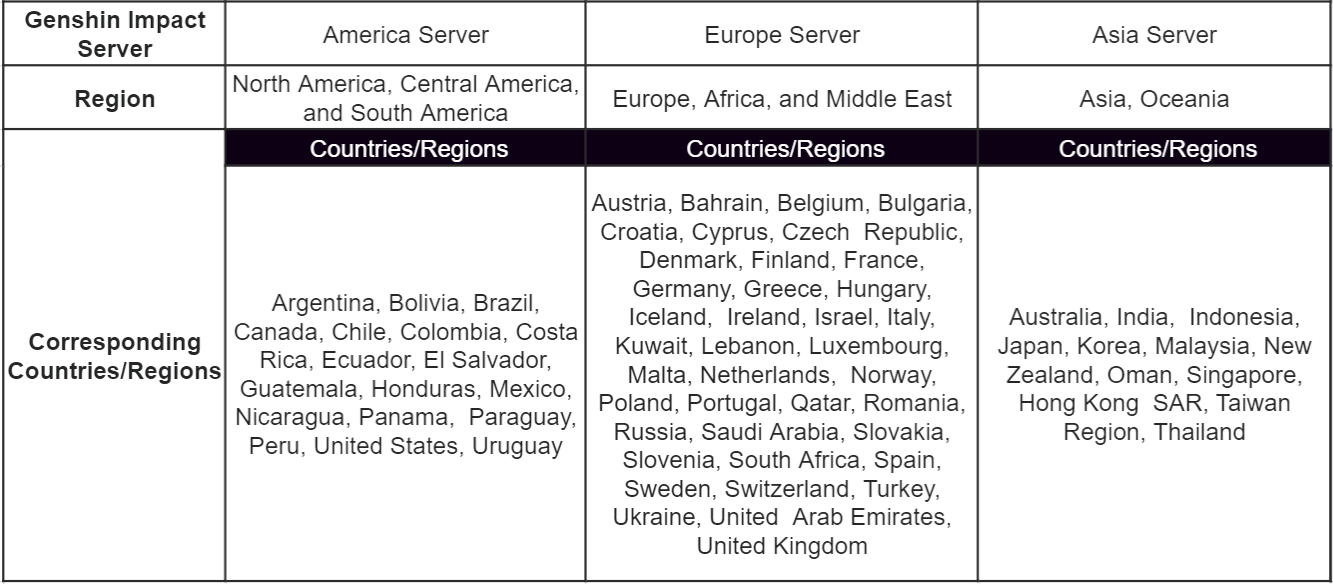 Genshin Impact
Server
America Server
Europe Server
Asia Server
Region
North America, Central America,
and South America
Europe, Africa, and Middle East
Asia, Oceania
Corresponding
Countries/Regions
Countries/Regions
Argentina, Bolivia, Brazil,
Canada, Chile, Colombia, Costa
Rica, Ecuador, El Salvador,
Guatemala, Honduras, Mexico,
Nicaragua, Panama,  Paraguay,
Peru, United States, Uruguay
Countries/Regions
Austria, Bahrain, Belgium, Bulgaria,
Croatia, Cyprus, Czech  Republic,
Denmark, Finland, France,
Germany, Greece, Hungary,
Iceland,  Ireland, Israel, Italy,
Kuwait, Lebanon, Luxembourg,
Malta, Netherlands,  Norway,
Poland, Portugal, Qatar, Romania,
Russia, Saudi Arabia, Slovakia,
Slovenia, South Africa, Spain,
Sweden, Switzerland, Turkey,
Ukraine, United  Arab Emirates,
United Kingdom
Countries/Regions
Australia, India,  Indonesia,
Japan, Korea, Malaysia, New
Zealand, Oman, Singapore,
Hong Kong  SAR, Taiwan
Region, Thailand